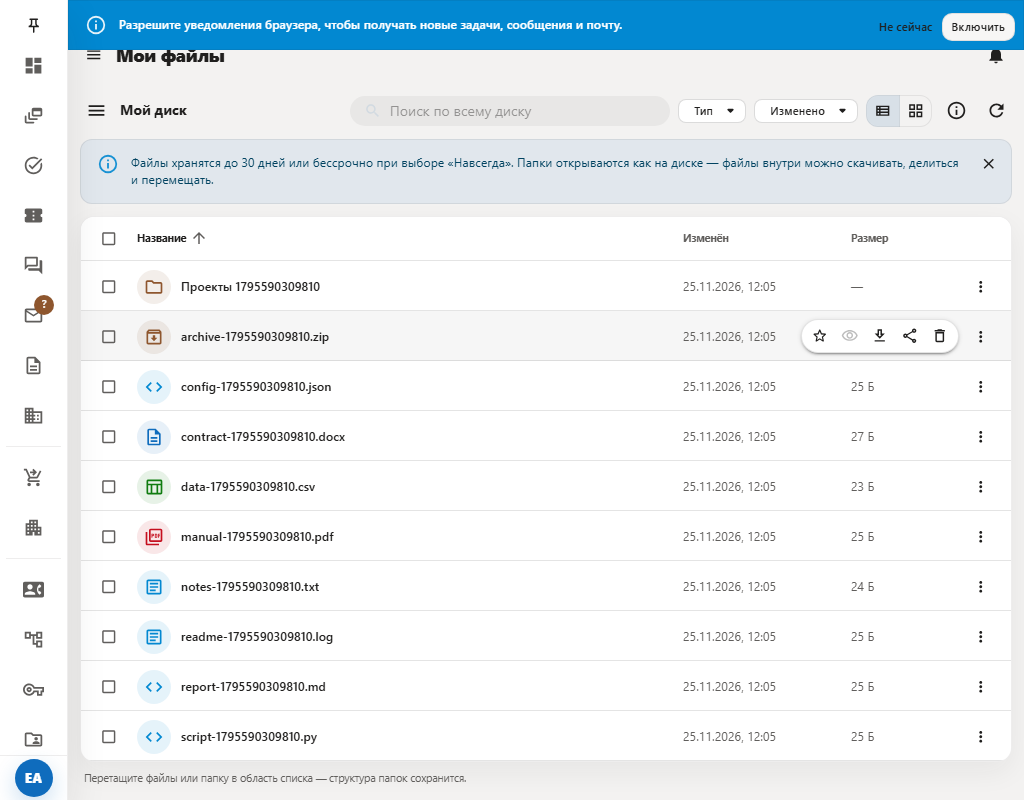 Разрешите уведомления браузера, чтобы получать новые задачи, сообщения и почту.
Не сейчас
Включить
Мои файлы
Мой диск
Поиск по всему диску
Тип
Изменено
Файлы хранятся до 30 дней или бессрочно при выборе «Навсегда». Папки открываются как на диске — файлы внутри можно скачивать, делиться
и перемещать.
Название
Изменён
Размер
Проекты 1795590309810
25.11.2026, 12:05
—
archive-1795590309810.zip
25.11.2026, 12:05
config-1795590309810.json
25.11.2026, 12:05
25 Б
contract-1795590309810.docx
25.11.2026, 12:05
27 Б
data-1795590309810.csv
25.11.2026, 12:05
23 Б
PDF
manual-1795590309810.pdf
25.11.2026, 12:05
25 Б
notes-1795590309810.txt
25.11.2026, 12:05
24 Б
readme-1795590309810.log
25.11.2026, 12:05
25 Б
report-1795590309810.md
25.11.2026, 12:05
25 Б
script-1795590309810.py
25.11.2026, 12:05
25 Б
Перетащите файлы или папку в область списка — структура папок сохранится.
?
EA